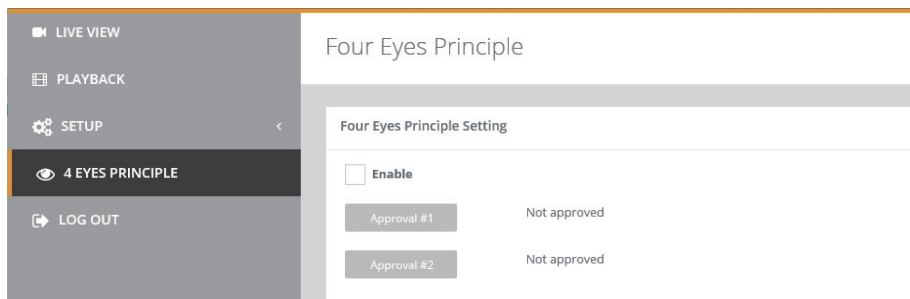 LIVE VIEW
PLAYBACK
SETUP
4 EYES PRINCIPLE
LOG OUT
Four Eyes Principle
Four Eyes Principle Setting
Enable
Approval #1 Not approved
Approval #2 Not approved